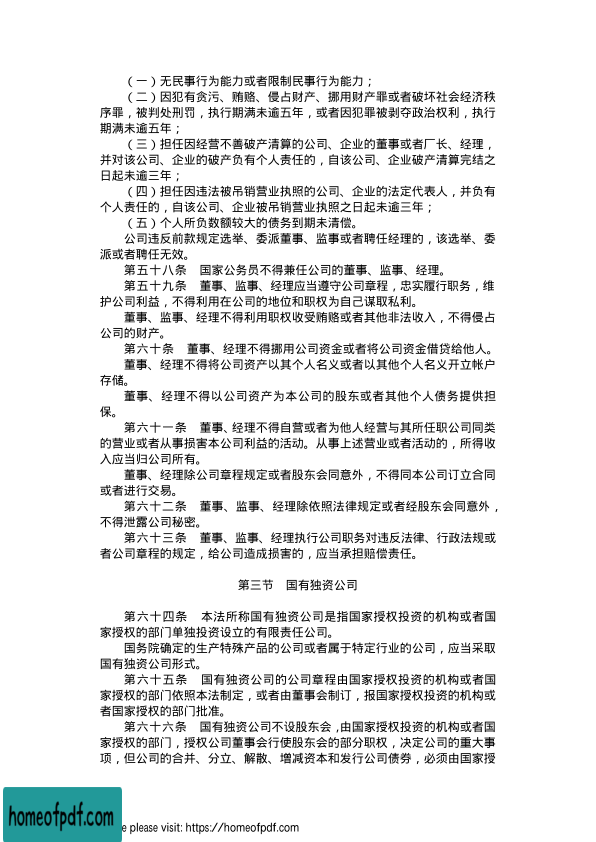 （一）无民事行为能力或者限制民事行为能力；
（二）因犯有贪污、贿赂、侵占财产、挪用财产罪或者破坏社会经济秩
序罪，被判处刑罚，执行期满未逾五年，或者因犯罪被剥夺政治权利，执行
期满未逾五年；
（三）担任因经营不善破产清算的公司、企业的董事或者厂长、经理，
并对该公司、企业的破产负有个人责任的，自该公司、企业破产清算完结之
日起未逾三年；
（四）担任因违法被吊销营业执照的公司、企业的法定代表人，并负有
个人责任的，自该公司、企业被吊销营业执照之日起未逾三年；
（五）个人所负数额较大的债务到期未清偿。
公司违反前款规定选举、委派董事、监事或者聘任经理的，该选举、委
派或者聘任无效。
第五十八条　国家公务员不得兼任公司的董事、监事、经理。
第五十九条　董事、监事、经理应当遵守公司章程，忠实履行职务，维
护公司利益，不得利用在公司的地位和职权为自己谋取私利。
董事、监事、经理不得利用职权收受贿赂或者其他非法收入，不得侵占
公司的财产。
第六十条　董事、经理不得挪用公司资金或者将公司资金借贷给他人。
董事、经理不得将公司资产以其个人名义或者以其他个人名义开立帐户
存储。
董事、经理不得以公司资产为本公司的股东或者其他个人债务提供担
保。
第六十一条　董事、经理不得自营或者为他人经营与其所任职公司同类
的营业或者从事损害本公司利益的活动。从事上述营业或者活动的，所得收
入应当归公司所有。
董事、经理除公司章程规定或者股东会同意外，不得同本公司订立合同
或者进行交易。
第六十二条　董事、监事、经理除依照法律规定或者经股东会同意外，
不得泄露公司秘密。
第六十三条　董事、监事、经理执行公司职务对违反法律、行政法规或
者公司章程的规定，给公司造成损害的，应当承担赔偿责任。
第三节　国有独资公司
第六十四条　本法所称国有独资公司是指国家授权投资的机构或者国
家授权的部门单独投资设立的有限责任公司。
国务院确定的生产特殊产品的公司或者属于特定行业的公司，应当采取
国有独资公司形式。
第六十五条　国有独资公司的公司章程由国家授权投资的机构或者国
家授权的部门依照本法制定，或者由董事会制订，报国家授权投资的机构或
者国家授权的部门批准。
第六十六条　国有独资公司不设股东会，由国家授权投资的机构或者国
家授权的部门，授权公司董事会行使股东会的部分职权，决定公司的重大事
项，但公司的合并、分立、解散、增减资本和发行公司债券，必须由国家授
homeofpdf.com
e please visit: https://homeofpdf.com